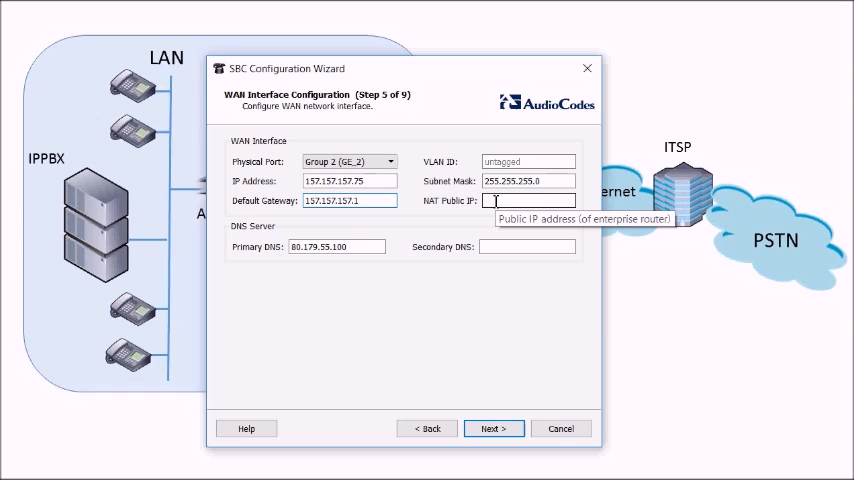 LAN
IPPBX
A
SBC Configuration Wizard
WAN Interface Configuration (Step 5 of 9)
Configure WAN network interface.
AudioCodes
WAN Interface
Physical Port: Group 2 (GE_2) VLAN ID: untagged
IP Address: 157.157.157.75 Subnet Mask: 255.255.255.0
Default Gateway: 157.157.157.1 NAT Public IP:
Public IP address (of enterprise router)
DNS Server
Primary DNS: 80.179.55.100 Secondary DNS:
Help < Back Next > Cancel
ernet
ITSP
PSTN